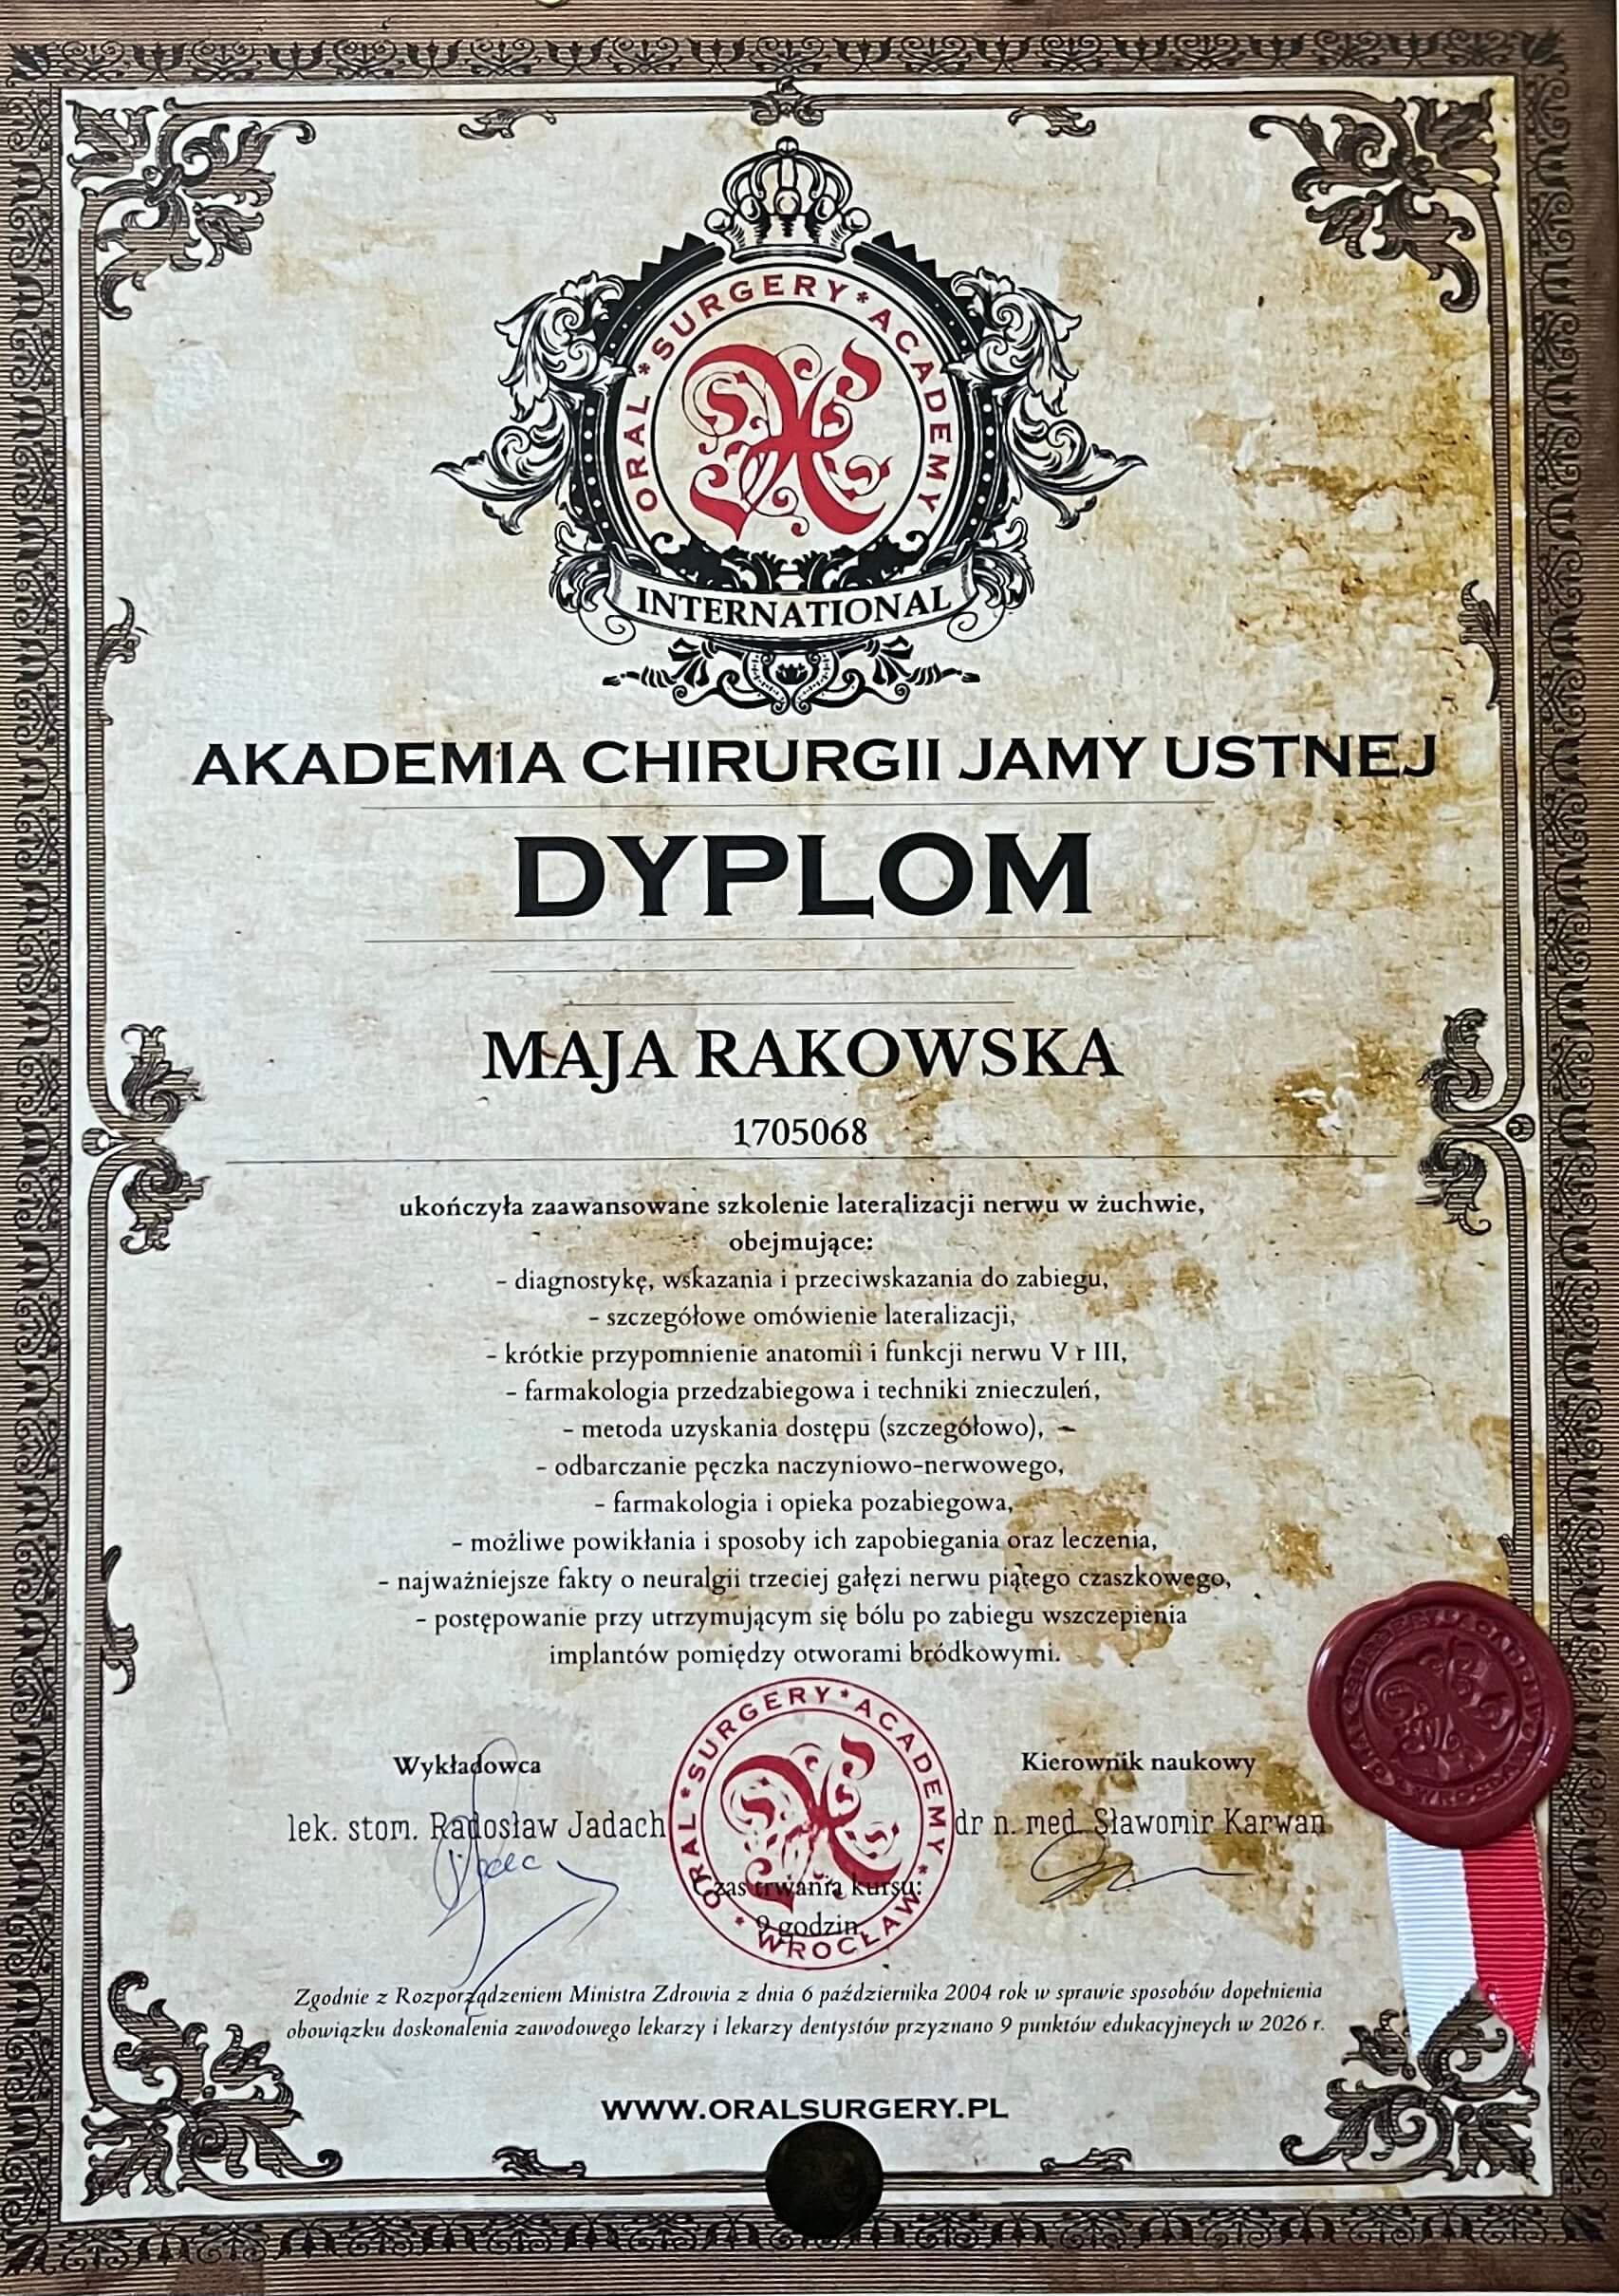 ORAL * SURGERY * ACADEMY
INTERNATIONAL
AKADEMIA CHIRURGII JAMY USTNEJ
DYPLOM
MAJA RAKOWSKA
1705068
ukończyła zaawansowane szkolenie lateralizacji nerwu w żuchwie,
obejmujące:
- diagnostykę, wskazania i przeciwskazania do zabiegu,
- szczegółowe omówienie lateralizacji,
- krótkie przypomnienie anatomii i funkcji nerwu V r III,
- farmakologia przedzabiegowa i techniki znieczuleń,
- metoda uzyskania dostępu (szczegółowo), -
- odbarczanie pęczka naczyniowo-nerwowego,
- farmakologia i opieka pozabiegowa,
- możliwe powikłania i sposoby ich zapobiegania oraz leczenia,
- najważniejsze fakty o neuralgii trzeciej gałęzi nerwu piątego czaszkowego,
- postępowanie przy utrzymującym się bólu po zabiegu wszczepienia
implantów pomiędzy otworami bródkowymi.
Wykładowca
lek. stom. Radosław Jadach
Kierownik naukowy
dr n. med. Sławomir Karwan
ORAL * SURGERY * ACADEMY * WROCŁAW *
Czas trwania kursu:
9 godzin
Zgodnie z Rozporządzeniem Ministra Zdrowia z dnia 6 października 2004 rok w sprawie sposobów dopełnienia
obowiązku doskonalenia zawodowego lekarzy i lekarzy dentystów przyznano 9 punktów edukacyjneych w 2026 r.
WWW.ORALSURGERY.PL